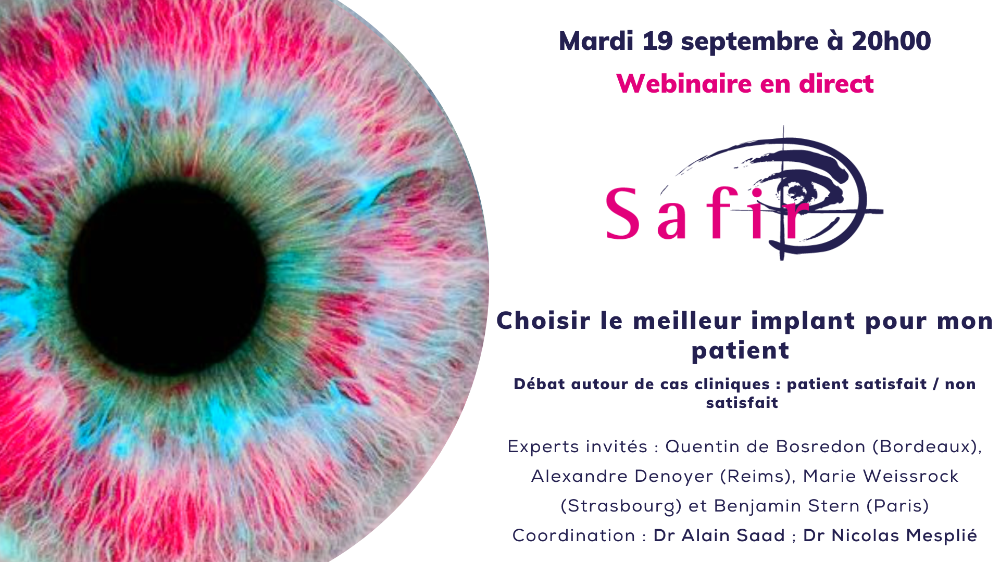 Mardi 19 septembre à 20h00
Webinaire en direct
Safir
Choisir le meilleur implant pour mon
patient
Débat autour de cas cliniques : patient satisfait / non
satisfait
Experts invités : Quentin de Bosredon (Bordeaux),
Alexandre Denoyer (Reims), Marie Weissrock
(Strasbourg) et Benjamin Stern (Paris)
Coordination : Dr Alain Saad ; Dr Nicolas Mesplié